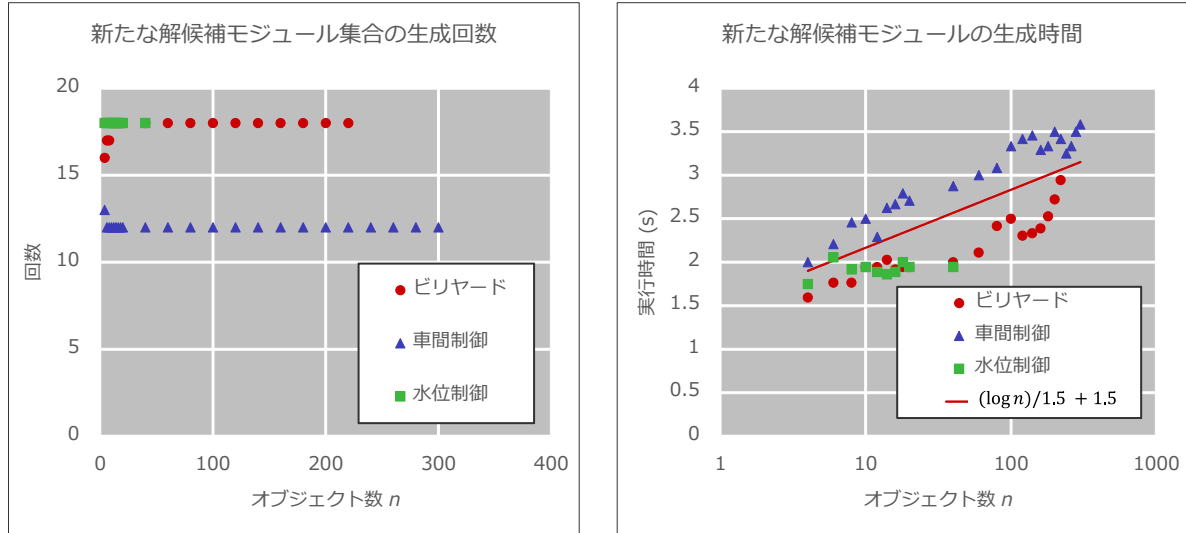 新たな解候補モジュール集合の生成回数
20
15
10
5
0
回数
0 100 200 300 400
オブジェクト数 n
ビリヤード
車間制御
水位制御
新たな解候補モジュールの生成時間
4
3.5
3
2.5
2
1.5
1
0.5
0
実行時間 (s)
1 10 100 1000
オブジェクト数 n
ビリヤード
車間制御
水位制御
(log n)/1.5 + 1.5